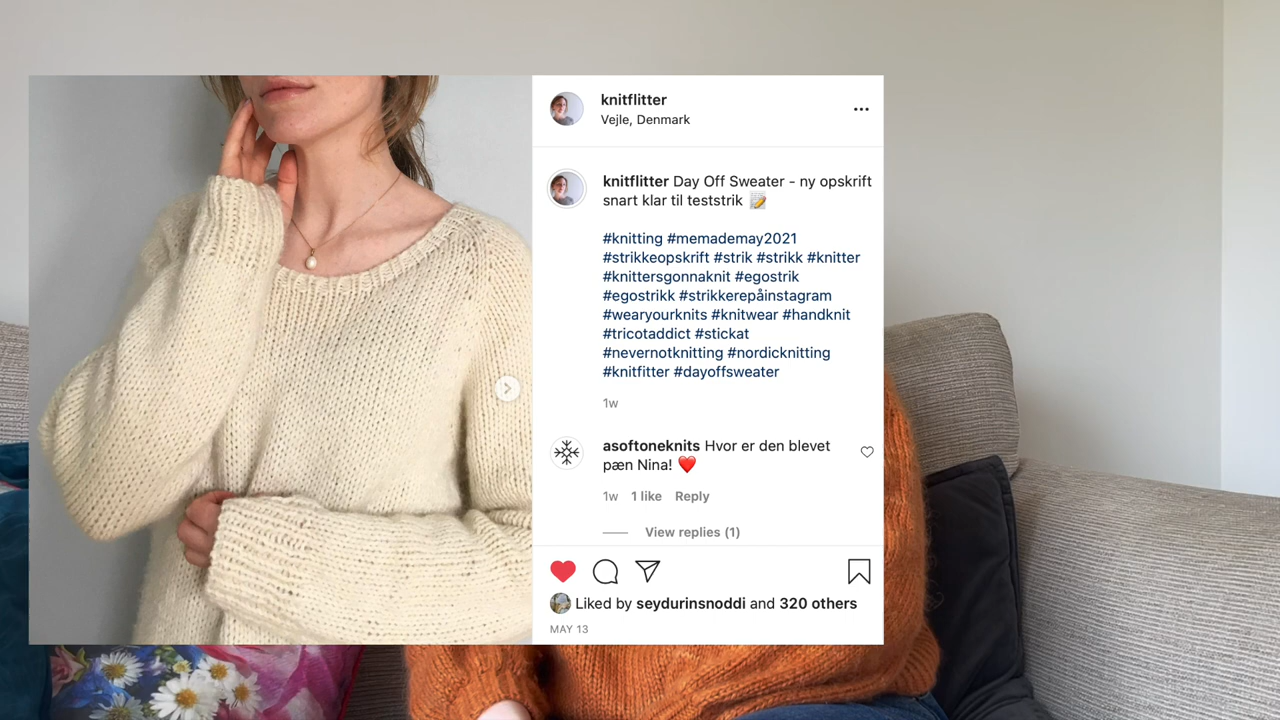 knitflitter
Vejle, Denmark
knitflitter Day Off Sweater - ny opskrift
snart klar til teststrik 📝
#knitting #memademay2021
#strikkeopskrift #strik #strikk #knitter
#knittersgonnaknit #egostrik
#egostrikk #strikkerepåinstagram
#wearyourknits #knitwear #handknit
#tricotaddict #stickat
#nevernotknitting #nordicknitting
#knitfitter #dayoffsweater
1w
asoftoneknits Hvor er den blevet
pæn Nina! ❤️
1w 1 like Reply
View replies (1)
Liked by seydurinsnoddi and 320 others
MAY 13